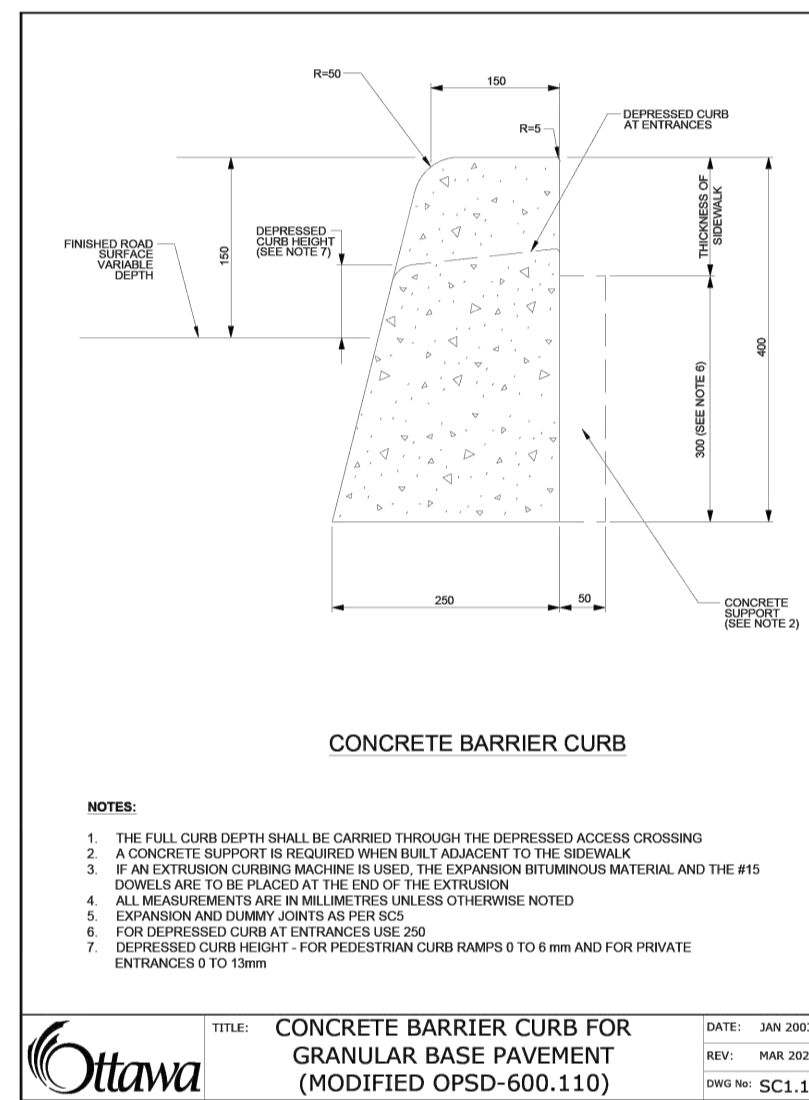 R=50
150
R=5
DEPRESSED CURB
AT ENTRANCES
FINISHED ROAD
SURFACE
VARIABLE
DEPTH
150
DEPRESSED
CURB HEIGHT
(SEE NOTE 7)
THICKNESS OF
SIDEWALK
300 (SEE NOTE 6)
400
250
50
CONCRETE
SUPPORT
(SEE NOTE 2)
CONCRETE BARRIER CURB
NOTES:
1. THE FULL CURB DEPTH SHALL BE CARRIED THROUGH THE DEPRESSED ACCESS CROSSING
2. A CONCRETE SUPPORT IS REQUIRED WHEN BUILT ADJACENT TO THE SIDEWALK
3. IF AN EXTRUSION CURBING MACHINE IS USED, THE EXPANSION BITUMINOUS MATERIAL AND THE #15
DOWELS ARE TO BE PLACED AT THE END OF THE EXTRUSION
4. ALL MEASUREMENTS ARE IN MILLIMETRES UNLESS OTHERWISE NOTED
5. EXPANSION AND DUMMY JOINTS AS PER SC5
6. FOR DEPRESSED CURB AT ENTRANCES USE 250
7. DEPRESSED CURB HEIGHT - FOR PEDESTRIAN CURB RAMPS 0 TO 6 mm AND FOR PRIVATE
ENTRANCES 0 TO 13mm
Ottawa
TITLE: CONCRETE BARRIER CURB FOR
GRANULAR BASE PAVEMENT
(MODIFIED OPSD-600.110)
DATE: JAN
REV: MAR
DWG No: SC1.1